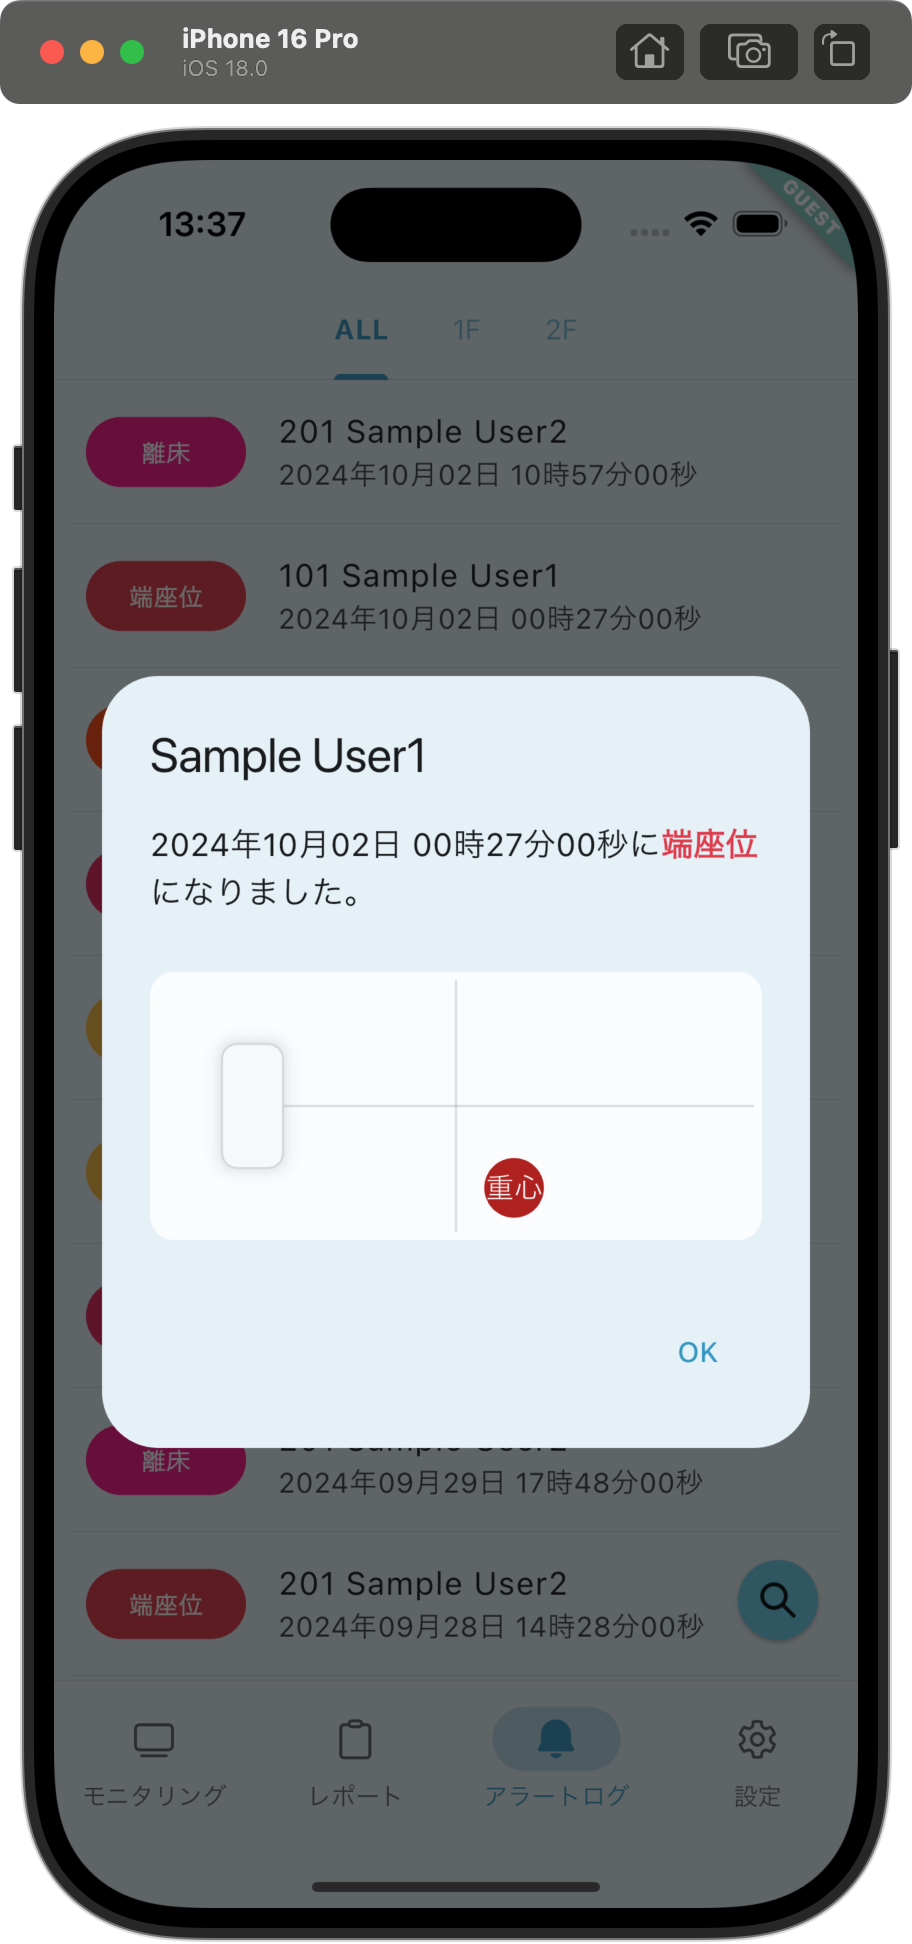 iPhone 16 Pro
iOS 18.0
13:37
GUEST
ALL 1F 2F
離床
201 Sample User2
2024年10月02日 10時57分00秒
端座位
101 Sample User1
2024年10月02日 00時27分00秒
Sample User1
2024年10月02日 00時27分00秒に端座位
になりました。
重心
OK
離床
201 Sample User2
2024年09月29日 17時48分00秒
端座位
201 Sample User2
2024年09月28日 14時28分00秒
モニタリング レポート アラートログ 設定